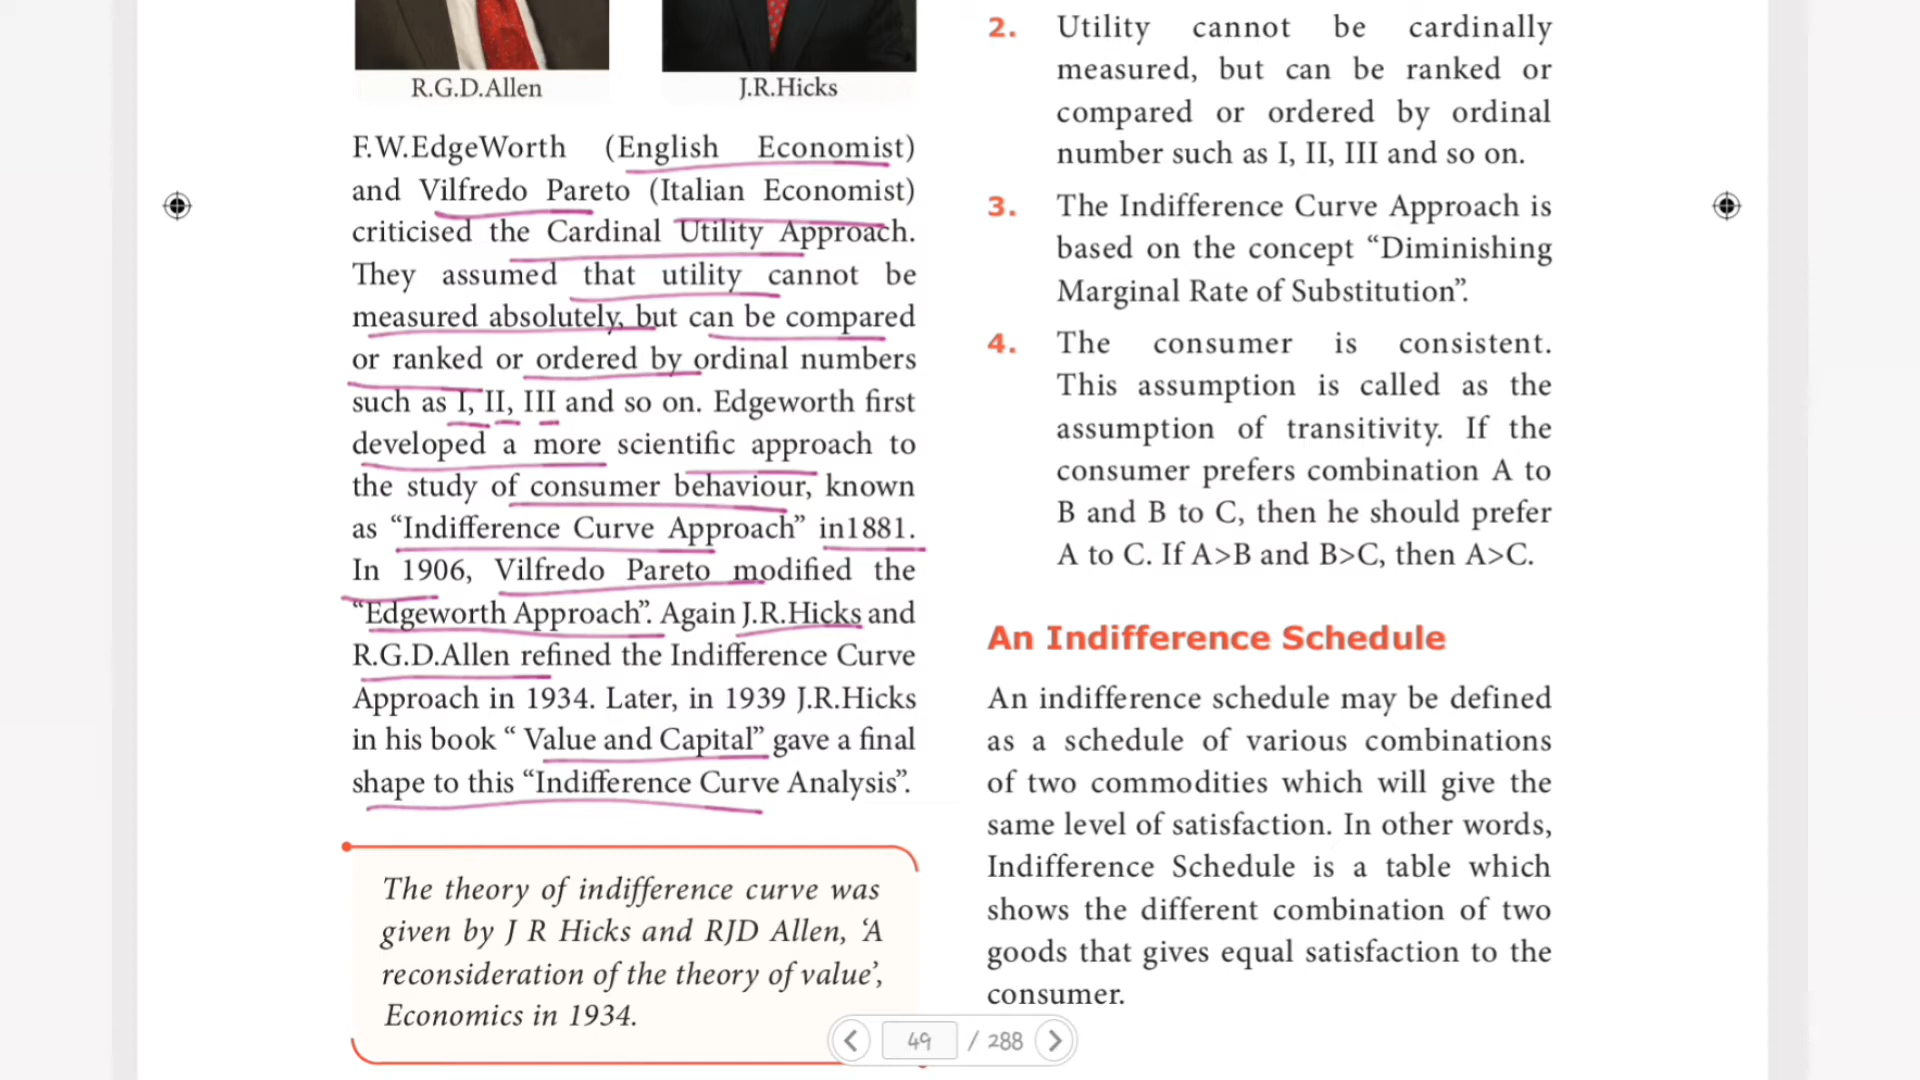 R.G.D.Allen
J.R.Hicks
F.W.EdgeWorth (English Economist)
and Vilfredo Pareto (Italian Economist)
criticised the Cardinal Utility Approach.
They assumed that utility cannot be
measured absolutely, but can be compared
or ranked or ordered by ordinal numbers
such as I, II, III and so on. Edgeworth first
developed a more scientific approach to
the study of consumer behaviour, known
as “Indifference Curve Approach” in1881.
In 1906, Vilfredo Pareto modified the
“Edgeworth Approach”. Again J.R.Hicks and
R.G.D.Allen refined the Indifference Curve
Approach in 1934. Later, in 1939 J.R.Hicks
in his book “ Value and Capital” gave a final
shape to this “Indifference Curve Analysis”.
The theory of indifference curve was
given by J R Hicks and RJD Allen, ‘A
reconsideration of the theory of value’,
Economics in 1934.
2. Utility cannot be cardinally
measured, but can be ranked or
compared or ordered by ordinal
number such as I, II, III and so on.
3. The Indifference Curve Approach is
based on the concept “Diminishing
Marginal Rate of Substitution”.
4. The consumer is consistent.
This assumption is called as the
assumption of transitivity. If the
consumer prefers combination A to
B and B to C, then he should prefer
A to C. If A>B and B>C, then A>C.
An Indifference Schedule
An indifference schedule may be defined
as a schedule of various combinations
of two commodities which will give the
same level of satisfaction. In other words,
Indifference Schedule is a table which
shows the different combination of two
goods that gives equal satisfaction to the
consumer.
49 / 288